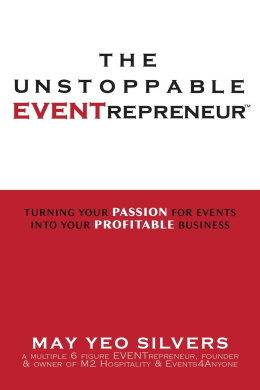 THE
UNSTOPPABLE
EVENTREPRENEUR™
TURNING YOUR PASSION FOR EVENTS
INTO YOUR PROFITABLE BUSINESS
MAY YEO SILVERS
A MULTIPLE 6 FIGURE EVENTREPRENEUR, FOUNDER
& OWNER OF M2 HOSPITALITY & EVENTS4ANYONE